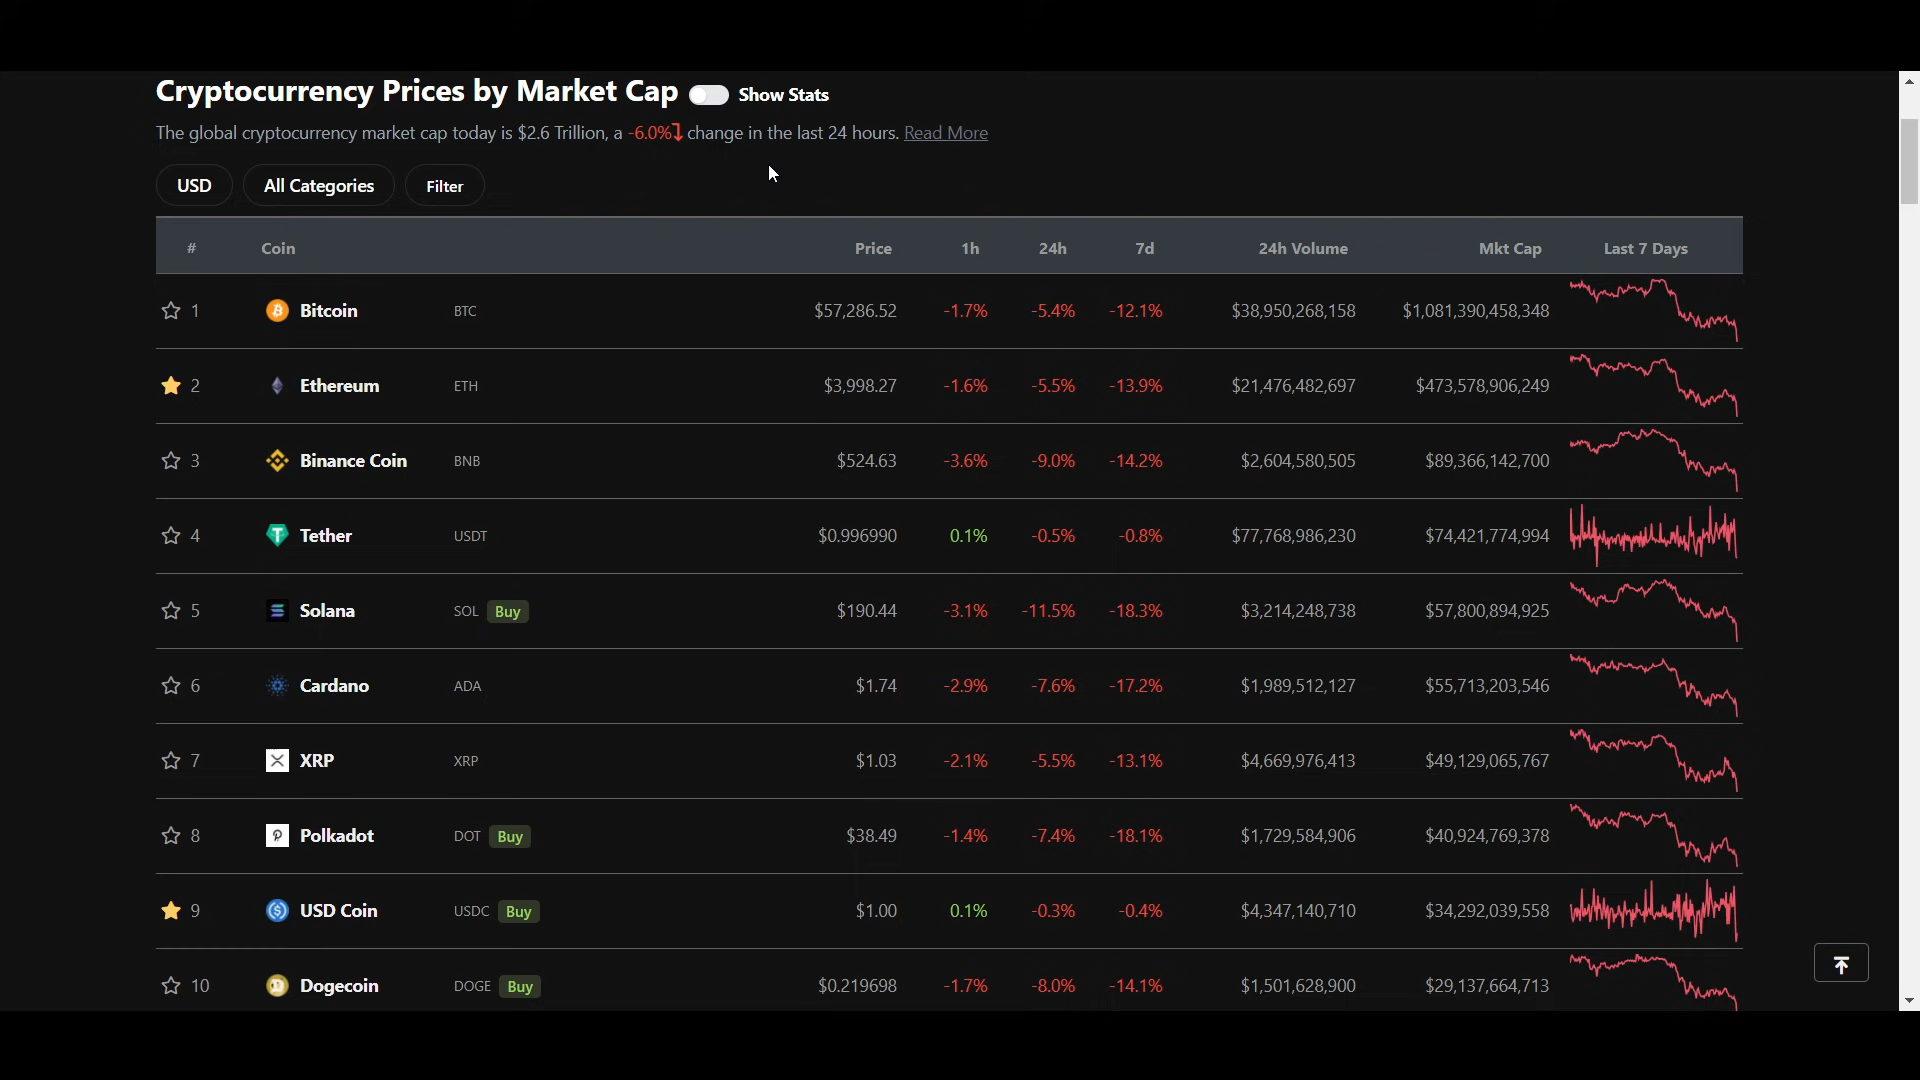 Cryptocurrency Prices by Market Cap Show Stats
The global cryptocurrency market cap today is $2.6 Trillion, a -6.0% change in the last 24 hours. Read More
USD All Categories Filter
# Coin Price 1h 24h 7d 24h Volume Mkt Cap Last 7 Days
1 Bitcoin BTC $57,286.52 -1.7% -5.4% -12.1% $38,950,268,158 $1,081,390,458,348
2 Ethereum ETH $3,998.27 -1.6% -5.5% -13.9% $21,476,482,697 $473,578,906,249
3 Binance Coin BNB $524.63 -3.6% -9.0% -14.2% $2,604,580,505 $89,366,142,700
4 Tether USDT $0.996990 0.1% -0.5% -0.8% $77,768,986,230 $74,421,774,994
5 Solana SOL Buy $190.44 -3.1% -11.5% -18.3% $3,214,248,738 $57,800,894,925
6 Cardano ADA $1.74 -2.9% -7.6% -17.2% $1,989,512,127 $55,713,203,546
7 XRP XRP $1.03 -2.1% -5.5% -13.1% $4,669,976,413 $49,129,065,767
8 Polkadot DOT Buy $38.49 -1.4% -7.4% -18.1% $1,729,584,906 $40,924,769,378
9 USD Coin USDC Buy $1.00 0.1% -0.3% -0.4% $4,347,140,710 $34,292,039,558
10 Dogecoin DOGE Buy $0.219698 -1.7% -8.0% -14.1% $1,501,628,900 $29,137,664,713